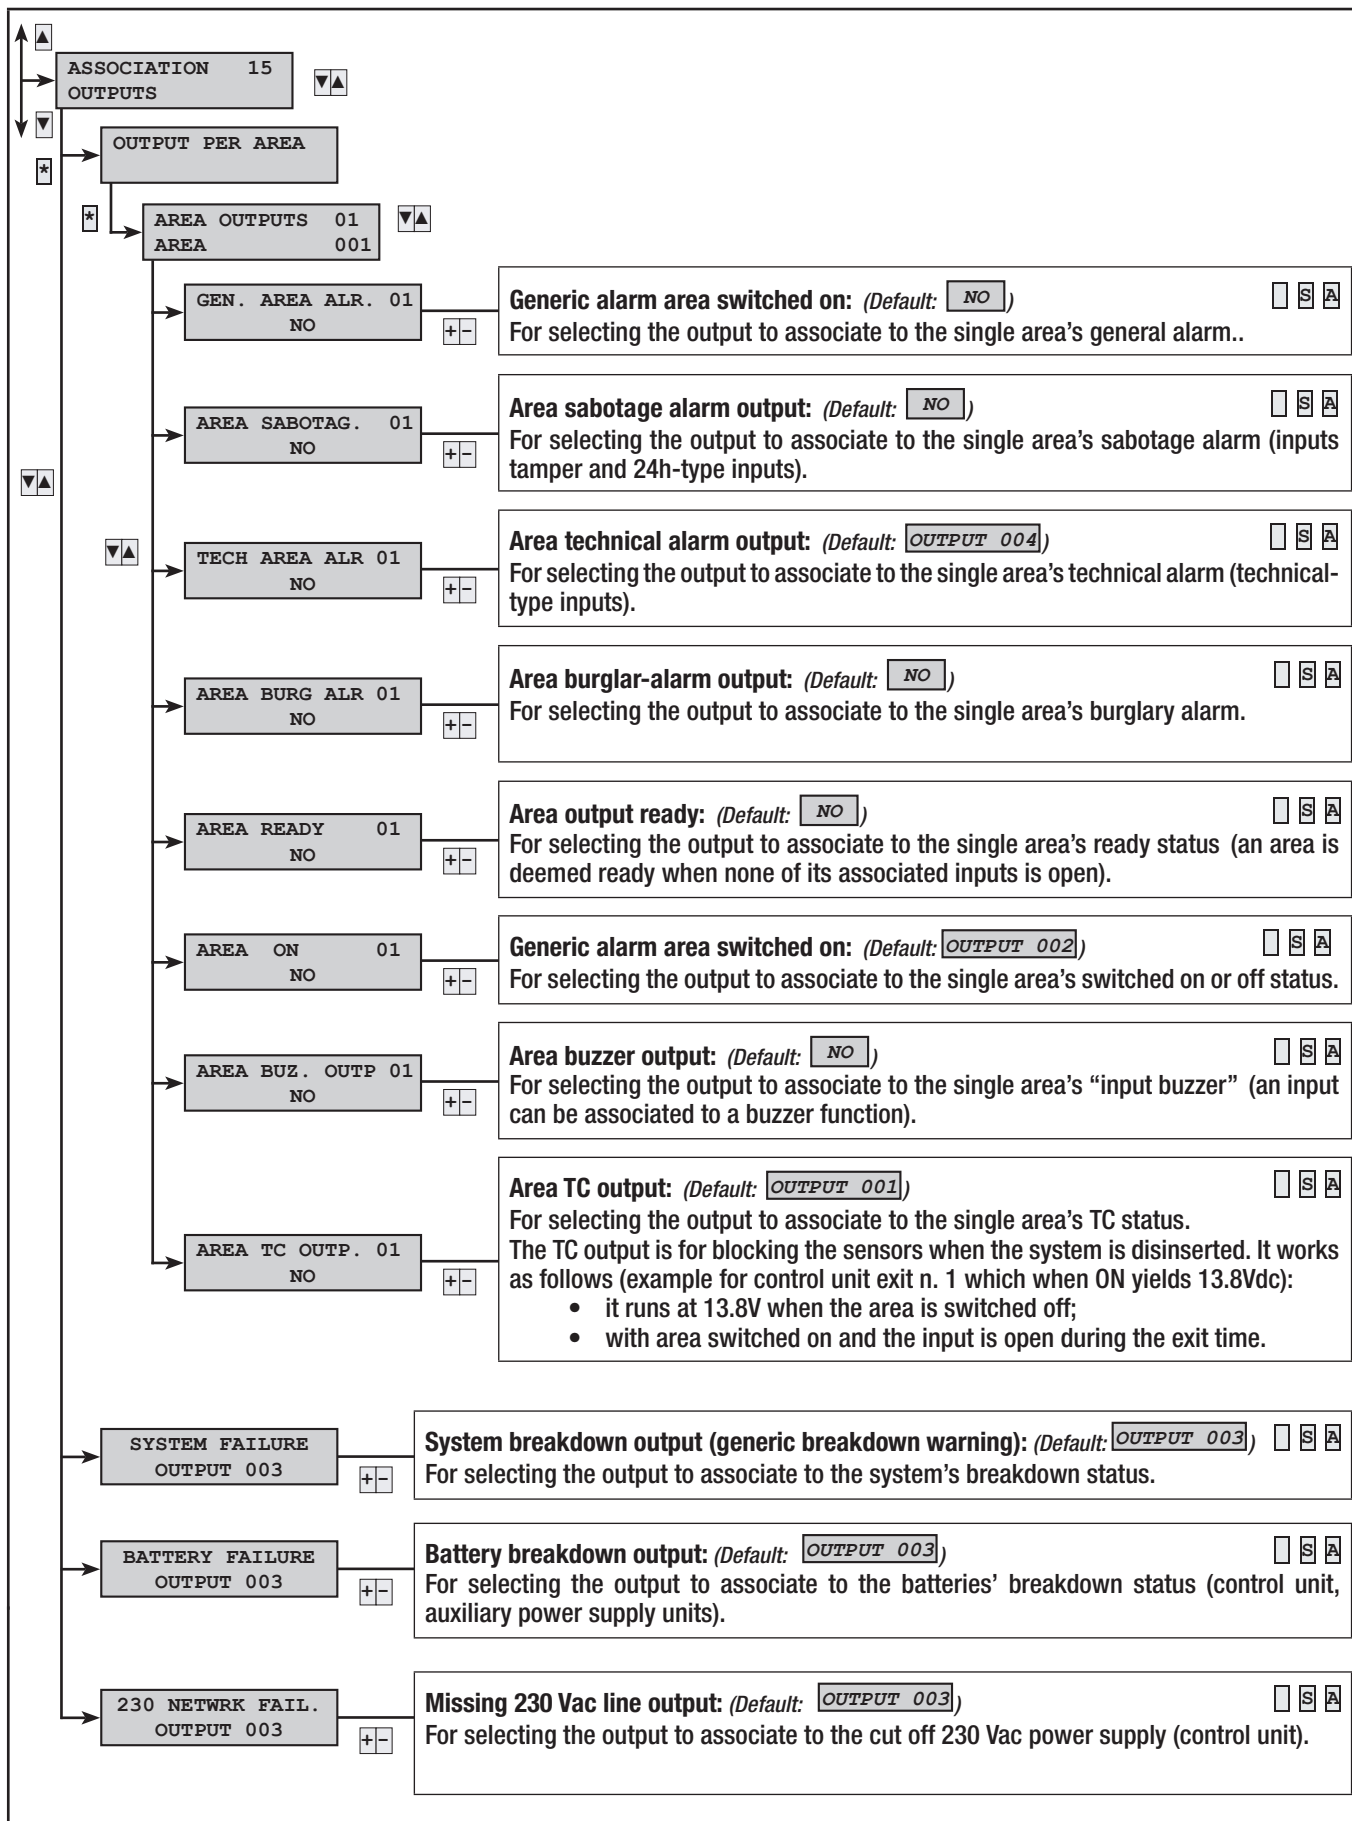 ASSOCIATION 15
OUTPUTS
*
OUTPUT PER AREA
*
AREA OUTPUTS 01
AREA 001
GEN. AREA ALR. 01
NO
+-
Generic alarm area switched on: (Default: NO )
S A
For selecting the output to associate to the single area's general alarm..
AREA SABOTAG. 01
NO
+-
Area sabotage alarm output: (Default: NO )
S A
For selecting the output to associate to the single area's sabotage alarm (inputs
tamper and 24h-type inputs).
TECH AREA ALR 01
NO
+-
Area technical alarm output: (Default: OUTPUT 004)
S A
For selecting the output to associate to the single area's technical alarm (technical-
type inputs).
AREA BURG ALR 01
NO
+-
Area burglar-alarm output: (Default: NO )
S A
For selecting the output to associate to the single area's burglary alarm.
AREA READY 01
NO
+-
Area output ready: (Default: NO )
S A
For selecting the output to associate to the single area's ready status (an area is
deemed ready when none of its associated inputs is open).
AREA ON 01
NO
+-
Generic alarm area switched on: (Default: OUTPUT 002)
S A
For selecting the output to associate to the single area's switched on or off status.
AREA BUZ. OUTP 01
NO
+-
Area buzzer output: (Default: NO )
S A
For selecting the output to associate to the single area's “input buzzer” (an input
can be associated to a buzzer function).
AREA TC OUTP. 01
NO
+-
Area TC output: (Default: OUTPUT 001)
S A
For selecting the output to associate to the single area's TC status.
The TC output is for blocking the sensors when the system is disinserted. It works
as follows (example for control unit exit n. 1 which when ON yields 13.8Vdc):
• it runs at 13.8V when the area is switched off;
• with area switched on and the input is open during the exit time.
SYSTEM FAILURE
OUTPUT 003
+-
System breakdown output (generic breakdown warning): (Default: OUTPUT 003)
S A
For selecting the output to associate to the system's breakdown status.
BATTERY FAILURE
OUTPUT 003
+-
Battery breakdown output: (Default: OUTPUT 003)
S A
For selecting the output to associate to the batteries' breakdown status (control unit,
auxiliary power supply units).
230 NETWRK FAIL.
OUTPUT 003
+-
Missing 230 Vac line output: (Default: OUTPUT 003)
S A
For selecting the output to associate to the cut off 230 Vac power supply (control unit).